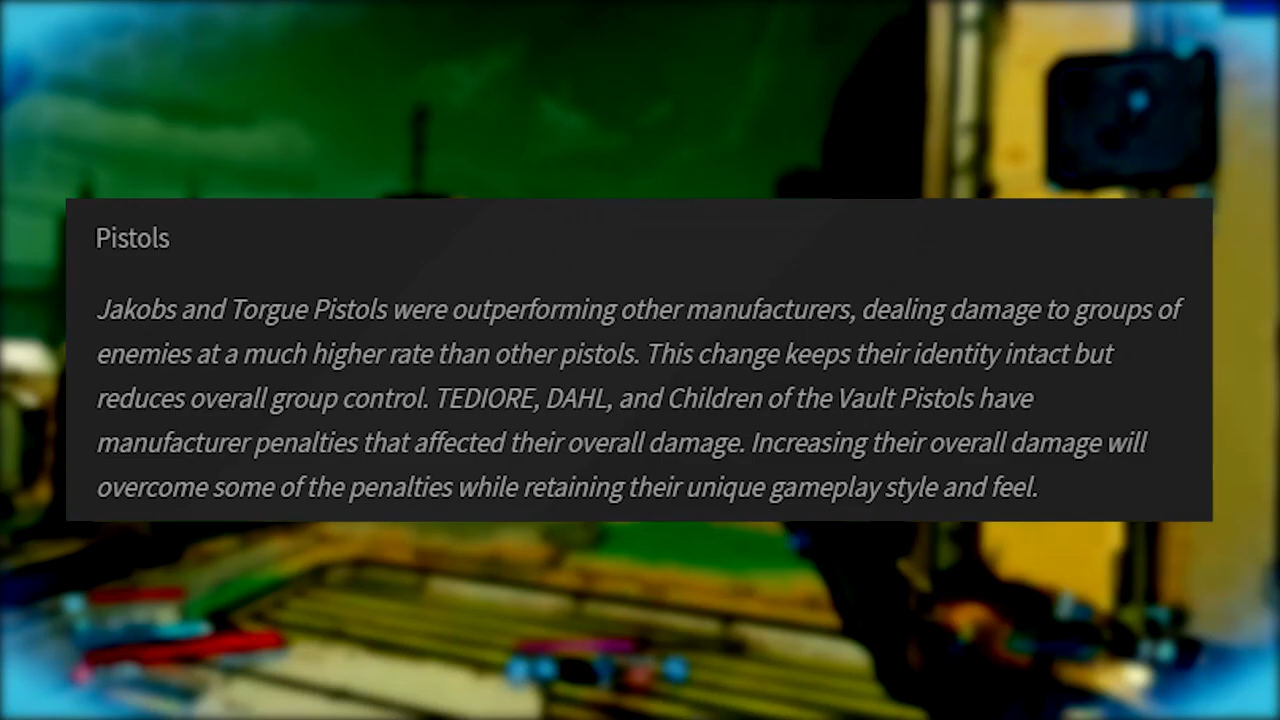 Pistols
Jakobs and Torgue Pistols were outperforming other manufacturers, dealing damage to groups of
enemies at a much higher rate than other pistols. This change keeps their identity intact but
reduces overall group control. TEDIORE, DAHL, and Children of the Vault Pistols have
manufacturer penalties that affected their overall damage. Increasing their overall damage will
overcome some of the penalties while retaining their unique gameplay style and feel.